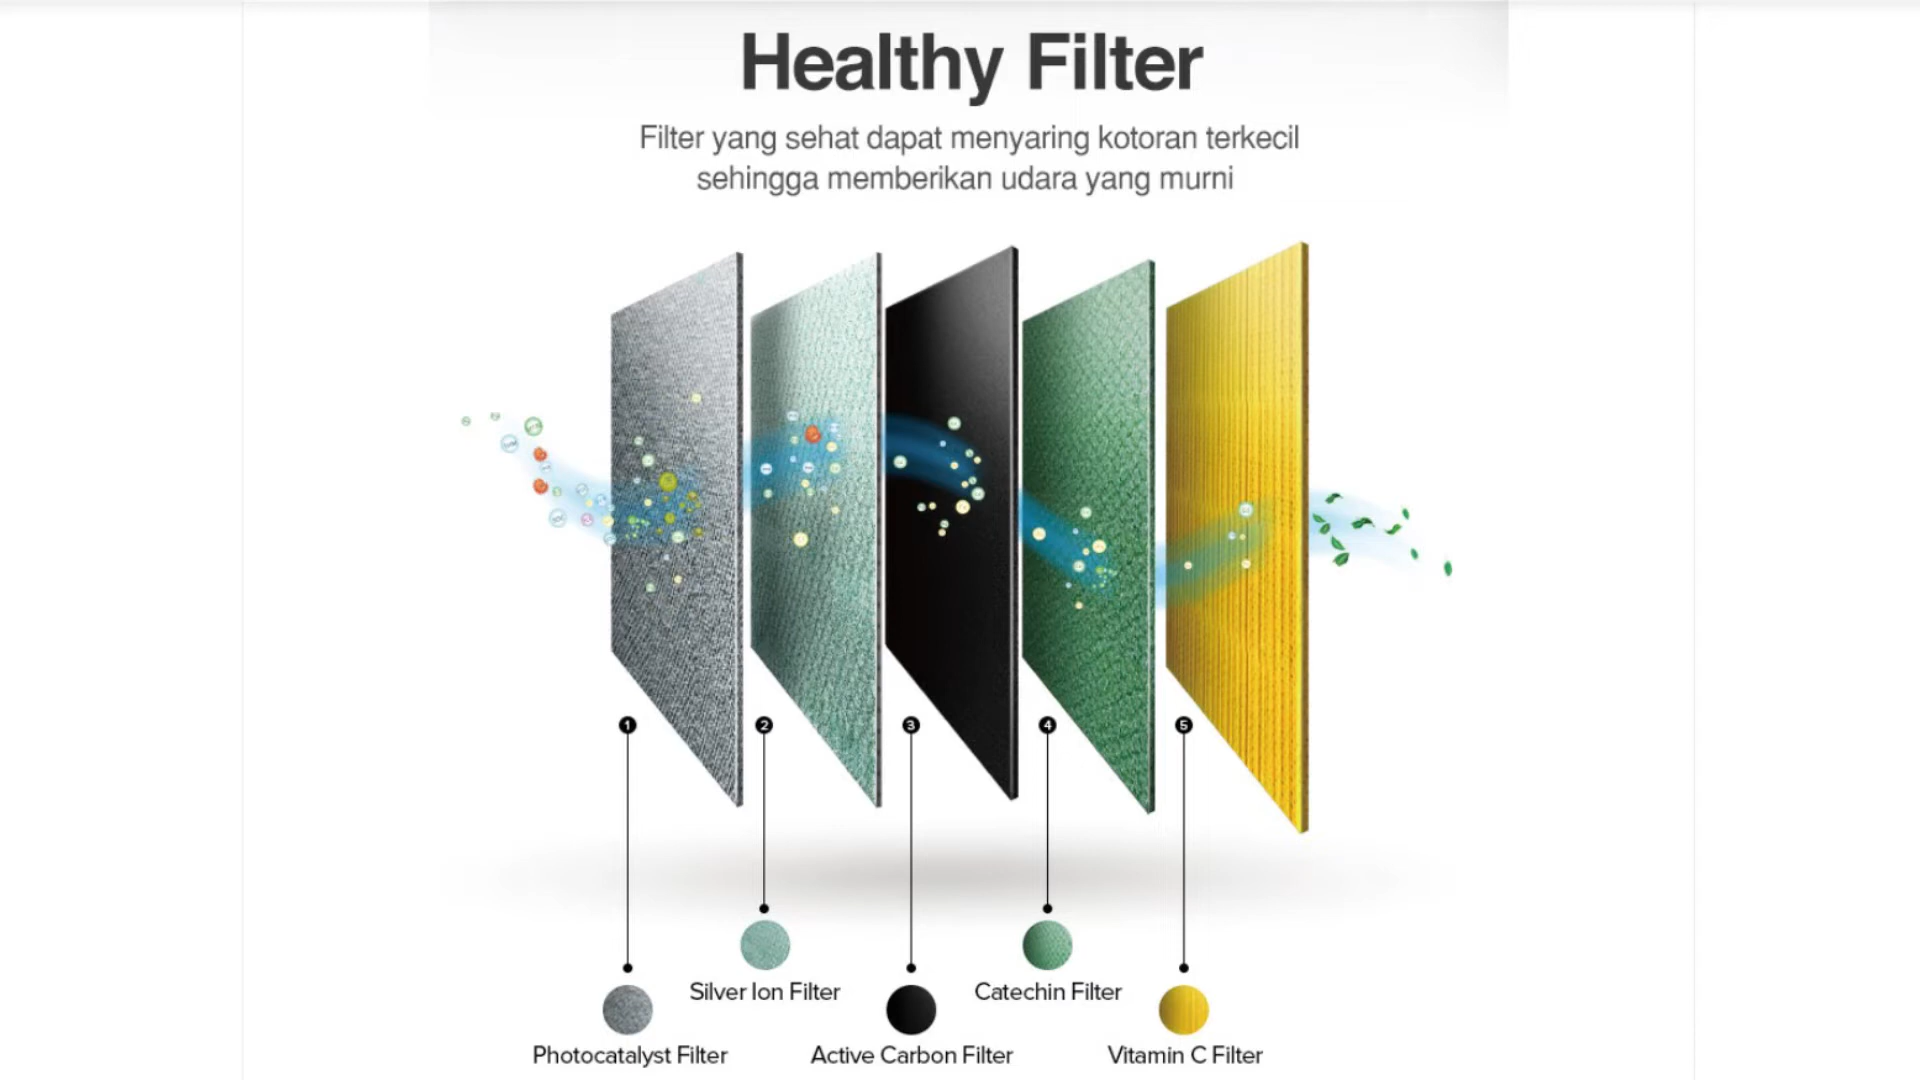 Healthy Filter
Filter yang sehat dapat menyaring kotoran terkecil
sehingga memberikan udara yang murni
1
2
3
4
5
Silver Ion Filter
Catechin Filter
Photocatalyst Filter
Active Carbon Filter
Vitamin C Filter